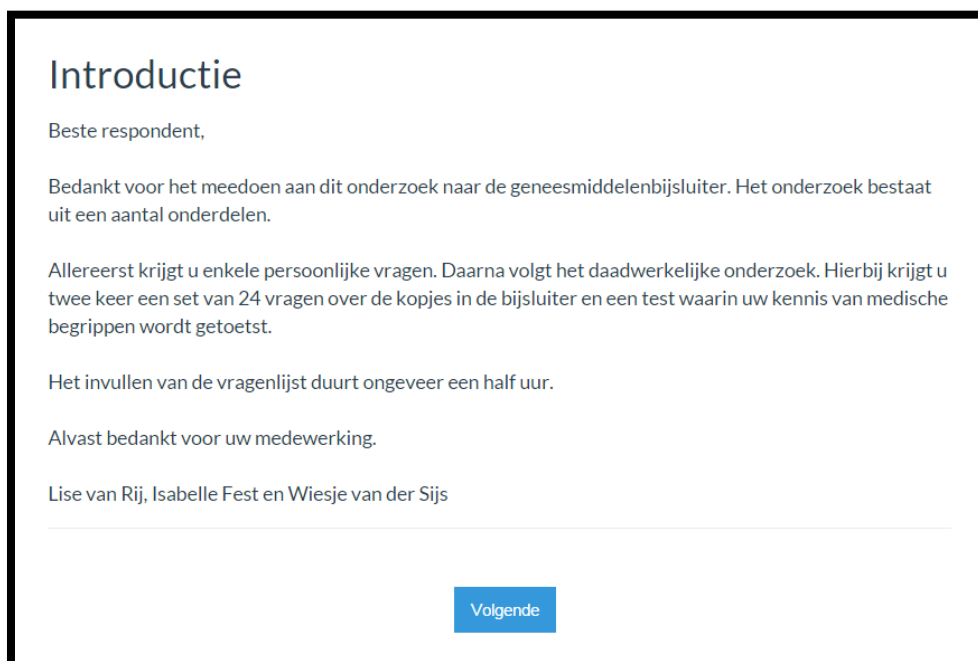 Introductie
Beste respondent,
Bedankt voor het meedoen aan dit onderzoek naar de geneesmiddelenbijsluiter. Het onderzoek bestaat
uit een aantal onderdelen.
Allereerst krijgt u enkele persoonlijke vragen. Daarna volgt het daadwerkelijke onderzoek. Hierbij krijgt u
twee keer een set van 24 vragen over de kopjes in de bijsluiter en een test waarin uw kennis van medische
begrippen wordt getoetst.
Het invullen van de vragenlijst duurt ongeveer een half uur.
Alvast bedankt voor uw medewerking.
Lise van Rij, Isabelle Fest en Wiesje van der Sijs
Volgende